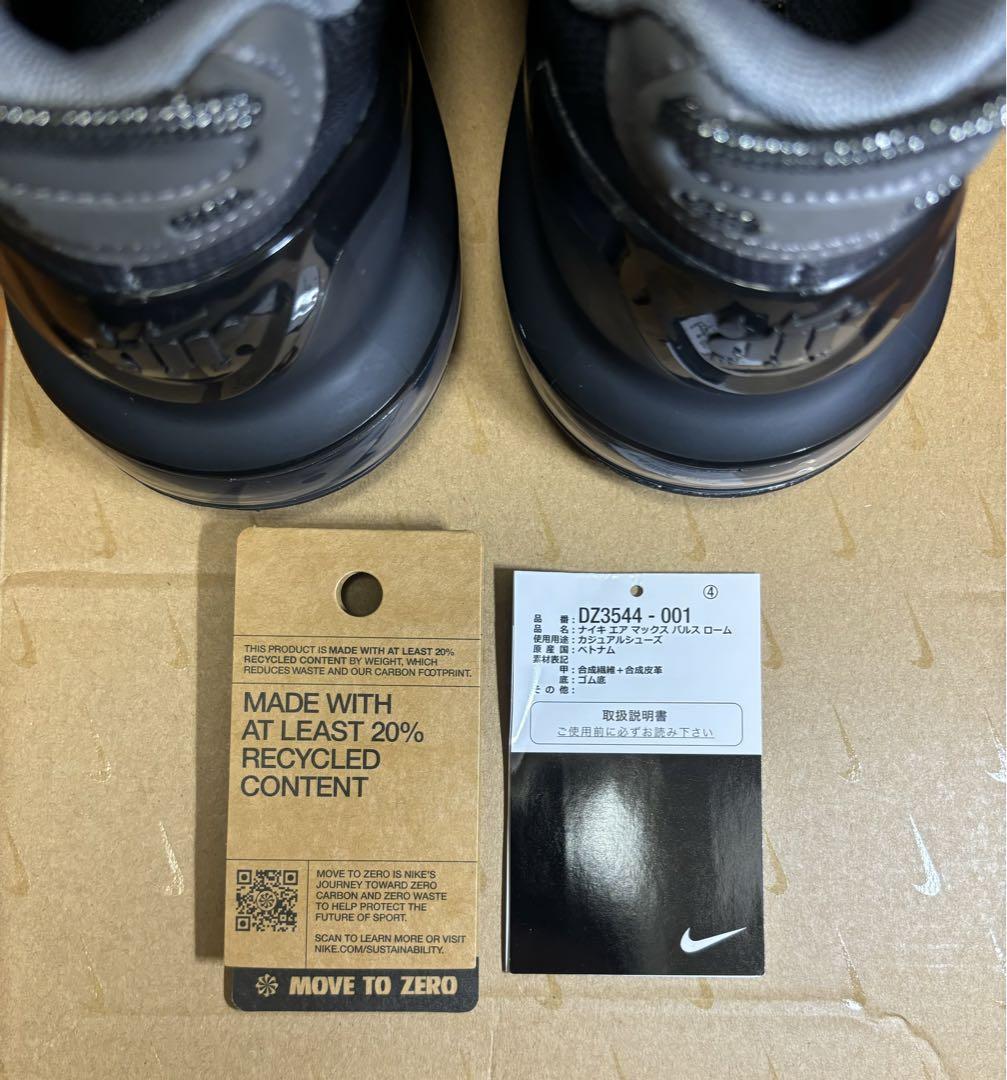 THIS PRODUCT IS MADE WITH AT LEAST 20%
RECYCLED CONTENT BY WEIGHT, WHICH
REDUCES WASTE AND OUR CARBON FOOTPRINT.
MADE WITH
AT LEAST 20%
RECYCLED
CONTENT
MOVE TO ZERO IS NIKE'S
JOURNEY TOWARD ZERO
CARBON AND ZERO WASTE
TO HELP PROTECT THE
FUTURE OF SPORT.
SCAN TO LEARN MORE OR VISIT
NIKE.COM/SUSTAINABILITY.
MOVE TO ZERO
④
品番:DZ3544-001
品名:ナイキ エア マックス パルス ローム
使用用途:カジュアルシューズ
原産国:ベトナム
素材表記
甲:合成繊維+合成皮革
底:ゴム底
その他:
取扱説明書
ご使用前に必ずお読み下さい